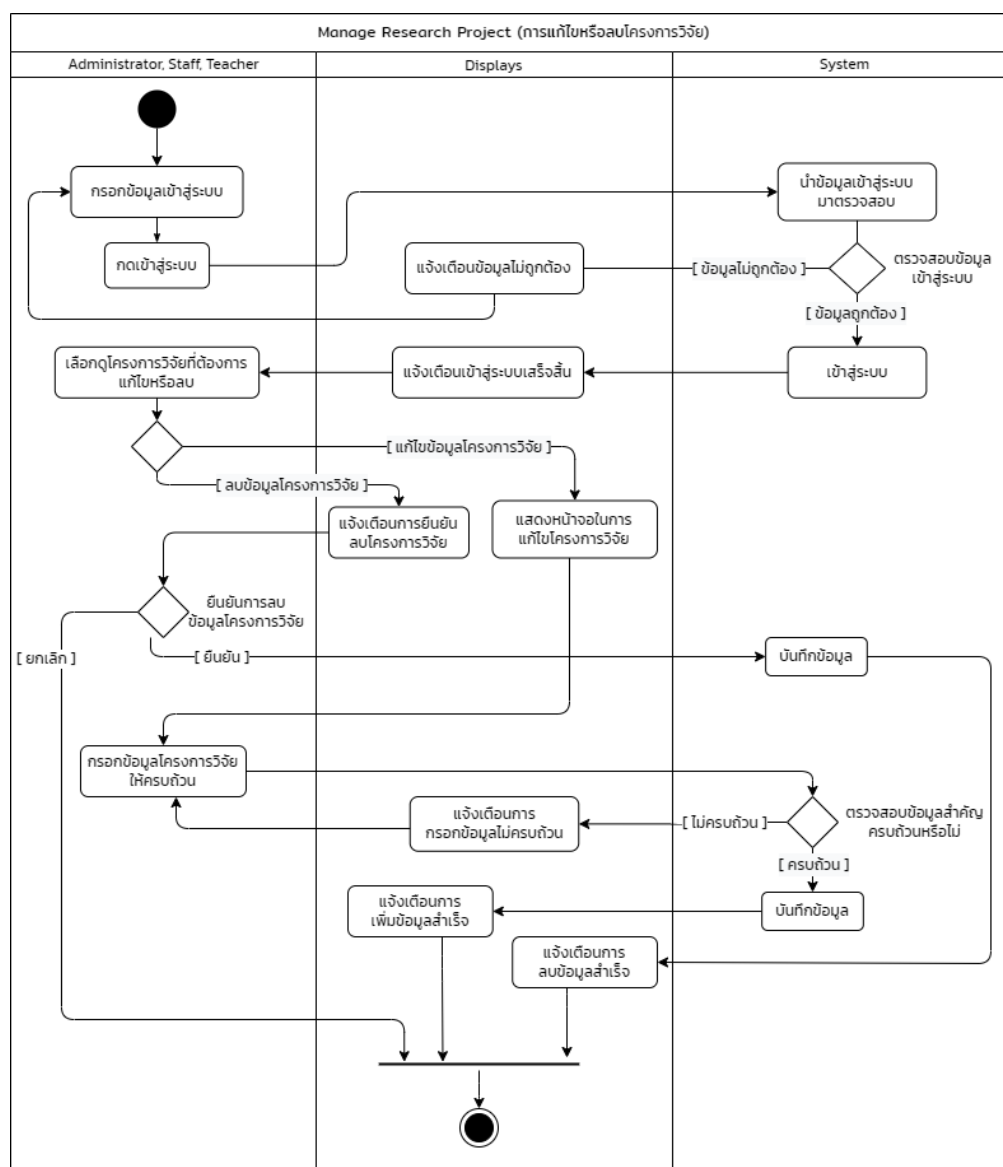 Manage Research Project (การแก้ไขหรือลบโครงการวิจัย)
Administrator, Staff, Teacher
Displays
System
กรอกข้อมูลเข้าสู่ระบบ
นำข้อมูลเข้าสู่ระบบ
มาตรวจสอบ
กดเข้าสู่ระบบ
แจ้งเตือนข้อมูลไม่ถูกต้อง
[ ข้อมูลไม่ถูกต้อง ]
ตรวจสอบข้อมูล
เข้าสู่ระบบ
[ ข้อมูลถูกต้อง ]
เลือกดูโครงการวิจัยที่ต้องการ
แก้ไขหรือลบ
แจ้งเตือนเข้าสู่ระบบเสร็จสิ้น
เข้าสู่ระบบ
[ แก้ไขข้อมูลโครงการวิจัย ]
[ ลบข้อมูลโครงการวิจัย ]
แจ้งเตือนการยืนยัน
ลบโครงการวิจัย
แสดงหน้าจอในการ
แก้ไขโครงการวิจัย
ยืนยันการลบ
ข้อมูลโครงการวิจัย
[ ยกเลิก ]
[ ยืนยัน ]
บันทึกข้อมูล
กรอกข้อมูลโครงการวิจัย
ให้ครบถ้วน
แจ้งเตือนการ
กรอกข้อมูลไม่ครบถ้วน
[ ไม่ครบถ้วน ]
ตรวจสอบข้อมูลสำคัญ
ครบถ้วนหรือไม่
[ ครบถ้วน ]
แจ้งเตือนการ
เพิ่มข้อมูลสำเร็จ
บันทึกข้อมูล
แจ้งเตือนการ
ลบข้อมูลสำเร็จ